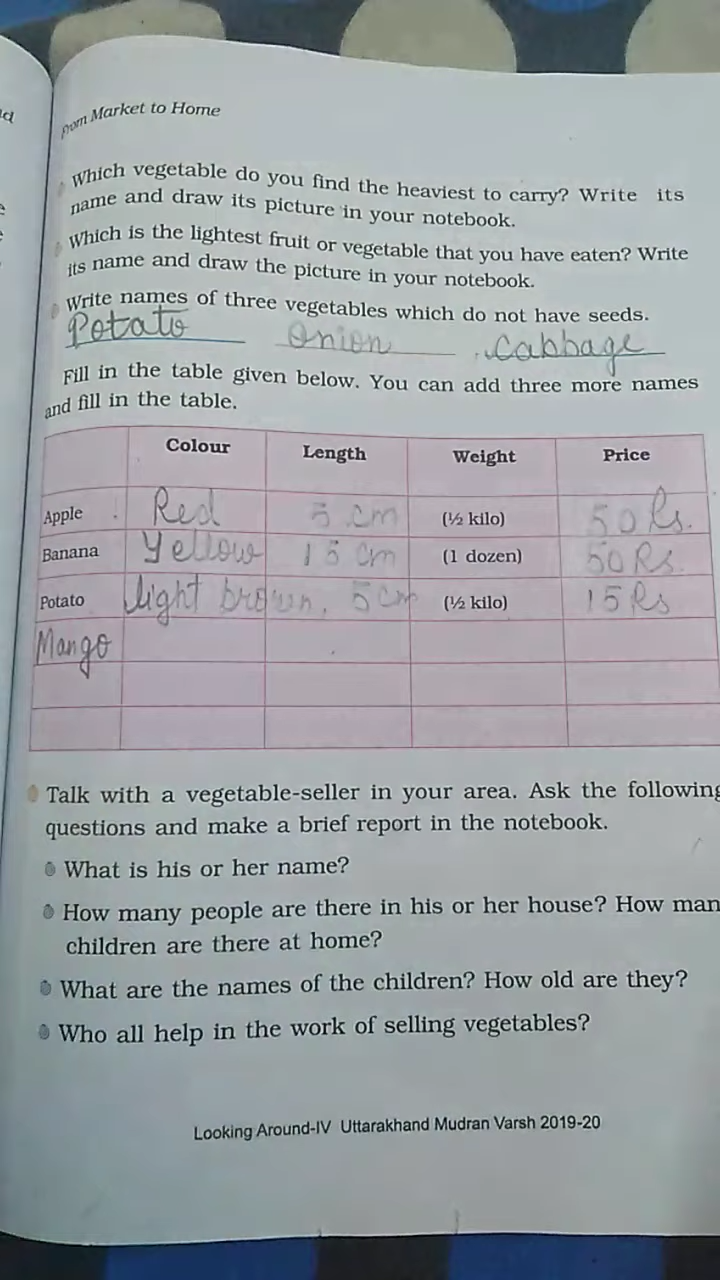 From Market to Home
Which vegetable do you find the heaviest to carry? Write its
name and draw its picture in your notebook.
Which is the lightest fruit or vegetable that you have eaten? Write
its name and draw the picture in your notebook.
Write names of three vegetables which do not have seeds.
Potato Onion Cabbage
Fill in the table given below. You can add three more names
and fill in the table.
Colour Length Weight Price
Apple Red 5 cm (½ kilo) 50 Rs.
Banana Yellow 15 cm (1 dozen) 50 Rs.
Potato light brown, 5 cm (½ kilo) 15 Rs
Mango
Talk with a vegetable-seller in your area. Ask the following
questions and make a brief report in the notebook.
What is his or her name?
How many people are there in his or her house? How man
children are there at home?
What are the names of the children? How old are they?
Who all help in the work of selling vegetables?
Looking Around-IV Uttarakhand Mudran Varsh 2019-20